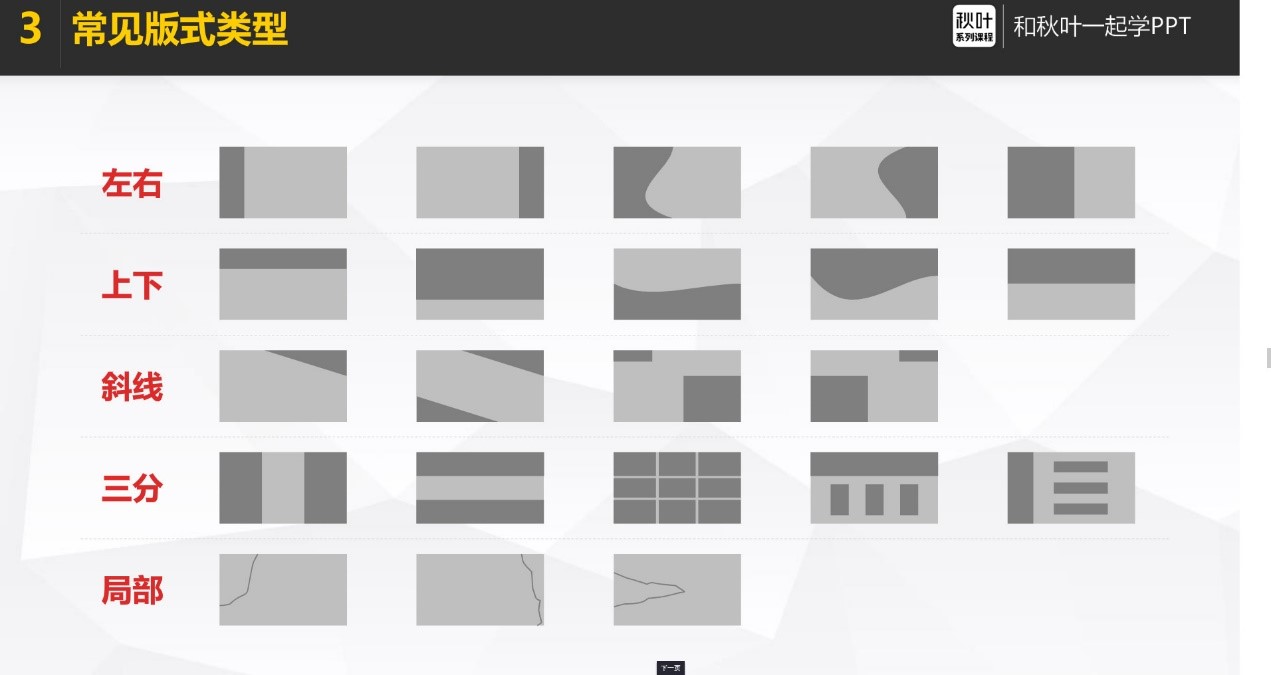 3 常见版式类型
秋叶
系列课程
和秋叶一起学PPT
左右
上下
斜线
三分
局部
下一页